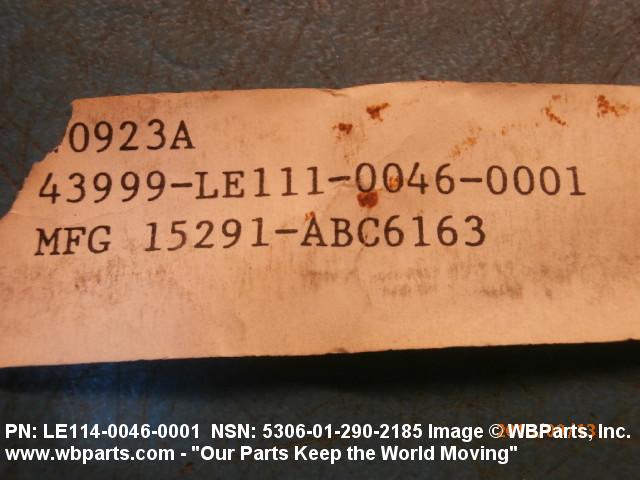 0923A
43999-LE111-0046-0001
MFG 15291-ABC6163
PN: LE114-0046-0001 NSN: 5306-01-290-2185 Image © WBParts, Inc.
www.wbparts.com - "Our Parts Keep the World Moving"